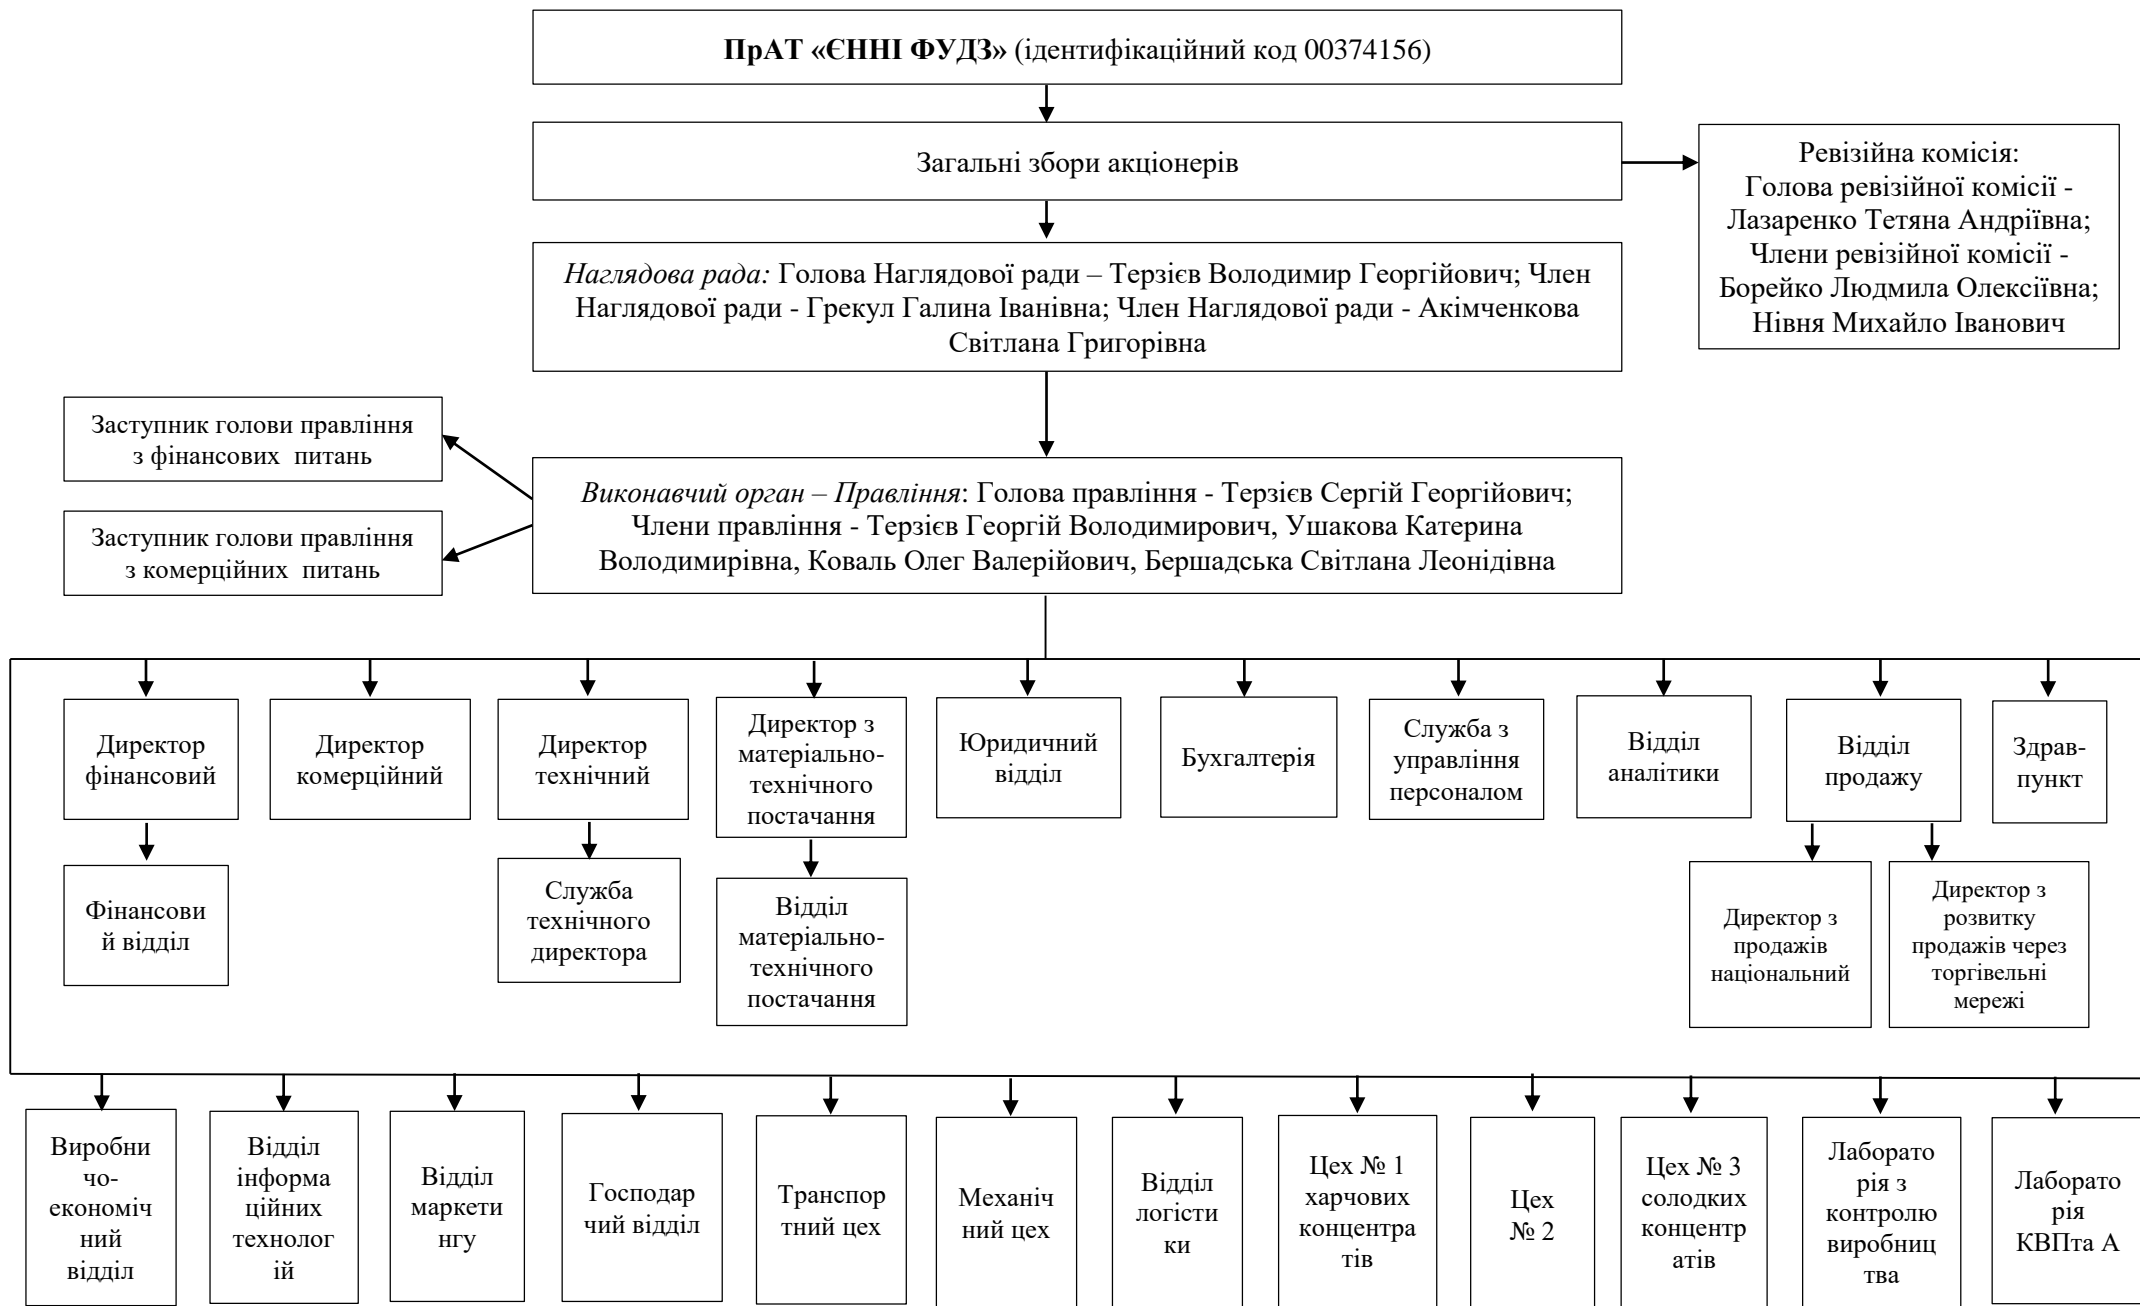 ПрАТ «ЄННІ ФУДЗ» (ідентифікаційний код 00374156)
Загальні збори акціонерів
Ревізійна комісія:
Голова ревізійної комісії -
Лазаренко Тетяна Андріївна;
Члени ревізійної комісії -
Борейко Людмила Олексіївна;
Нівня Михайло Іванович
Наглядова рада: Голова Наглядової ради – Терзієв Володимир Георгійович; Член
Наглядової ради - Грекул Галина Іванівна; Член Наглядової ради - Акімченкова
Світлана Григорівна
Заступник голови правління
з фінансових питань
Заступник голови правління
з комерційних питань
Виконавчий орган – Правління: Голова правління - Терзієв Сергій Георгійович;
Члени правління - Терзієв Георгій Володимирович, Ушакова Катерина
Володимирівна, Коваль Олег Валерійович, Бершадська Світлана Леонідівна
Директор
фінансовий
Директор
комерційний
Директор
технічний
Директор з
матеріально-
технічного
постачання
Юридичний
відділ
Бухгалтерія
Служба з
управління
персоналом
Відділ
аналітики
Відділ
продажу
Здрав-
пункт
Фінансови
й відділ
Служба
технічного
директора
Відділ
матеріально-
технічного
постачання
Директор з
продажів
національний
Директор з
розвитку
продажів через
торгівельні
мережі
Виробни
чо-
економіч
ний
відділ
Відділ
інформа
ційних
технолог
ій
Відділ
маркети
нгу
Господар
чий відділ
Транспор
тний цех
Механіч
ний цех
Відділ
логісти
ки
Цех № 1
харчових
концентра
тів
Цех
№ 2
Цех № 3
солодких
концентр
атів
Лаборато
рія з
контролю
виробниц
тва
Лаборато
рія
КВПта А